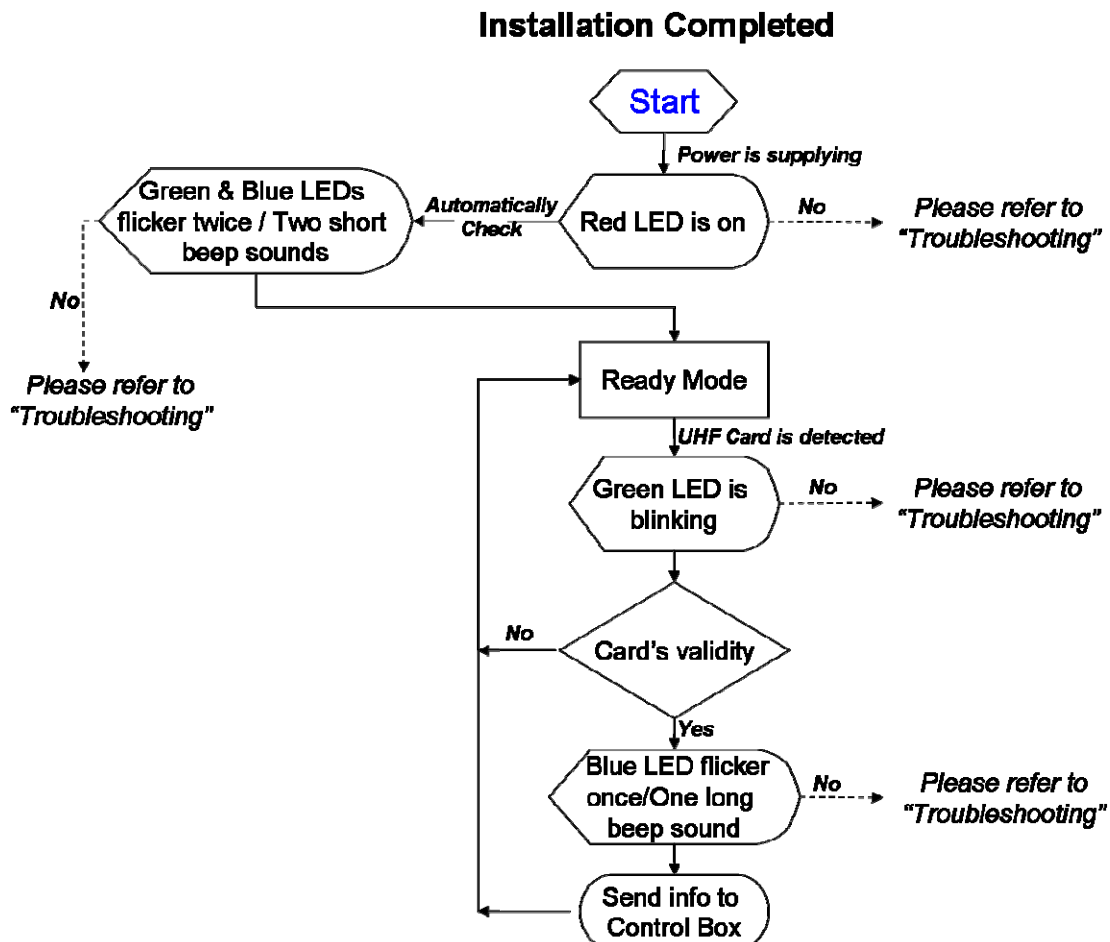 Installation Completed
Start
Power is supplying
Green & Blue LEDs
flicker twice / Two short
beep sounds
Automatically
Check
Red LED is on
No
Please refer to
“Troubleshooting”
No
Please refer to
“Troubleshooting”
Ready Mode
UHF Card is detected
Green LED is
blinking
No
Please refer to
“Troubleshooting”
No
Card's validity
Yes
Blue LED flicker
once/One long
beep sound
No
Please refer to
“Troubleshooting”
Send info to
Control Box